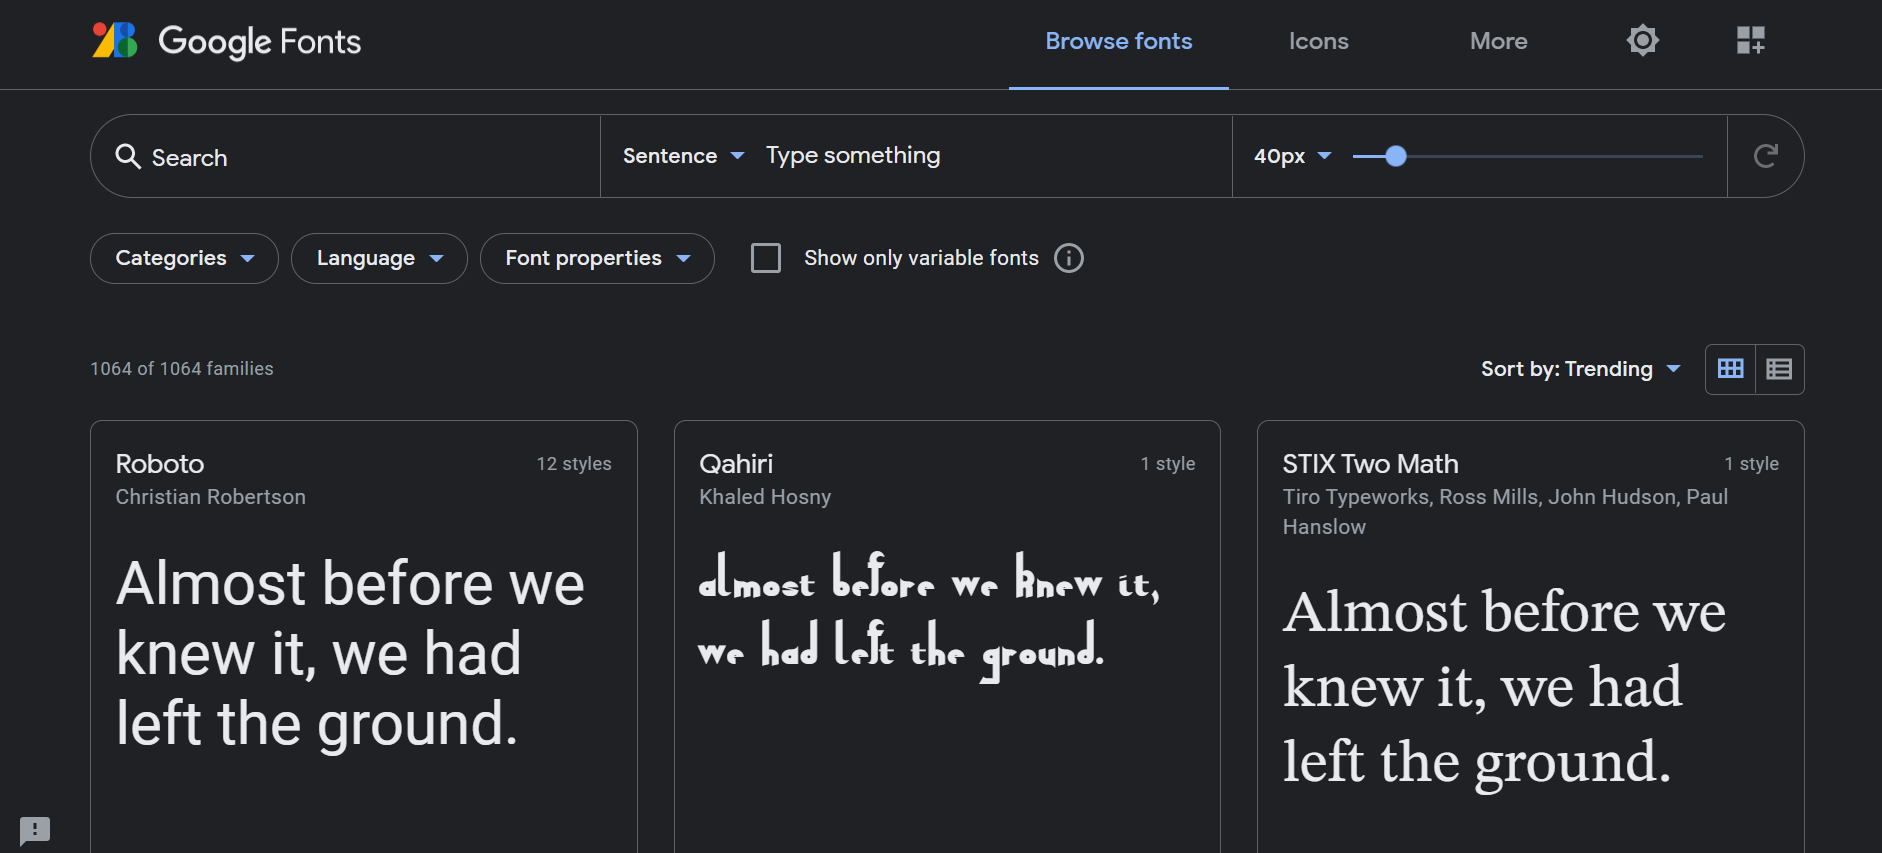 Google Fonts
Browse fonts
Icons
More
Search
Sentence
Type something
40px
Categories
Language
Font properties
Show only variable fonts
1064 of 1064 families
Sort by: Trending
Roboto
12 styles
Christian Robertson
Almost before we
knew it, we had
left the ground.
Qahiri
1 style
Khaled Hosny
almost before we knew it,
we had left the ground.
STIX Two Math
1 style
Tiro Typeworks, Ross Mills, John Hudson, Paul
Hanslow
Almost before we
knew it, we had
left the ground.